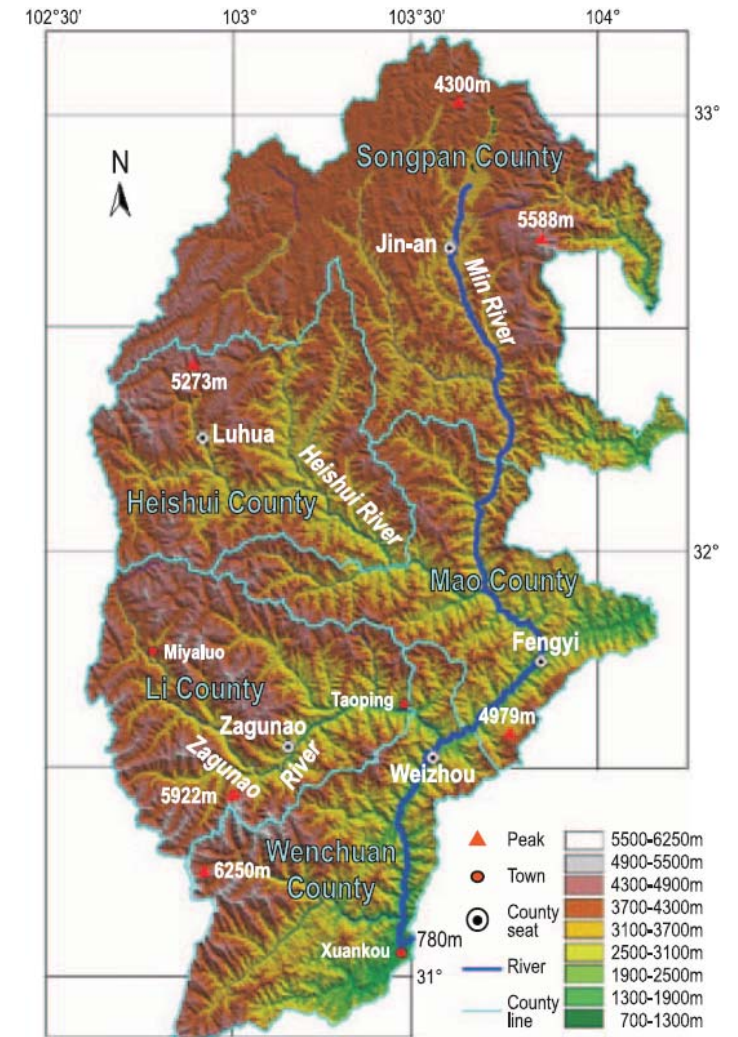 102°30'
103°
103°30'
104°
4300m
33°
Songpan County
N
5588m
Jin-an
Min River
5273m
Luhua
Heishui River
Heishui County
32°
Mao County
Fengyi
Miyaluo
Li County
Taoping
4979m
Zagunao
Zagunao River
Weizhou
5922m
Wenchuan
County
6250m
780m
Xuankou
31°
Peak
Town
County
seat
River
County
line
5500-6250m
4900-5500m
4300-4900m
3700-4300m
3100-3700m
2500-3100m
1900-2500m
1300-1900m
700-1300m